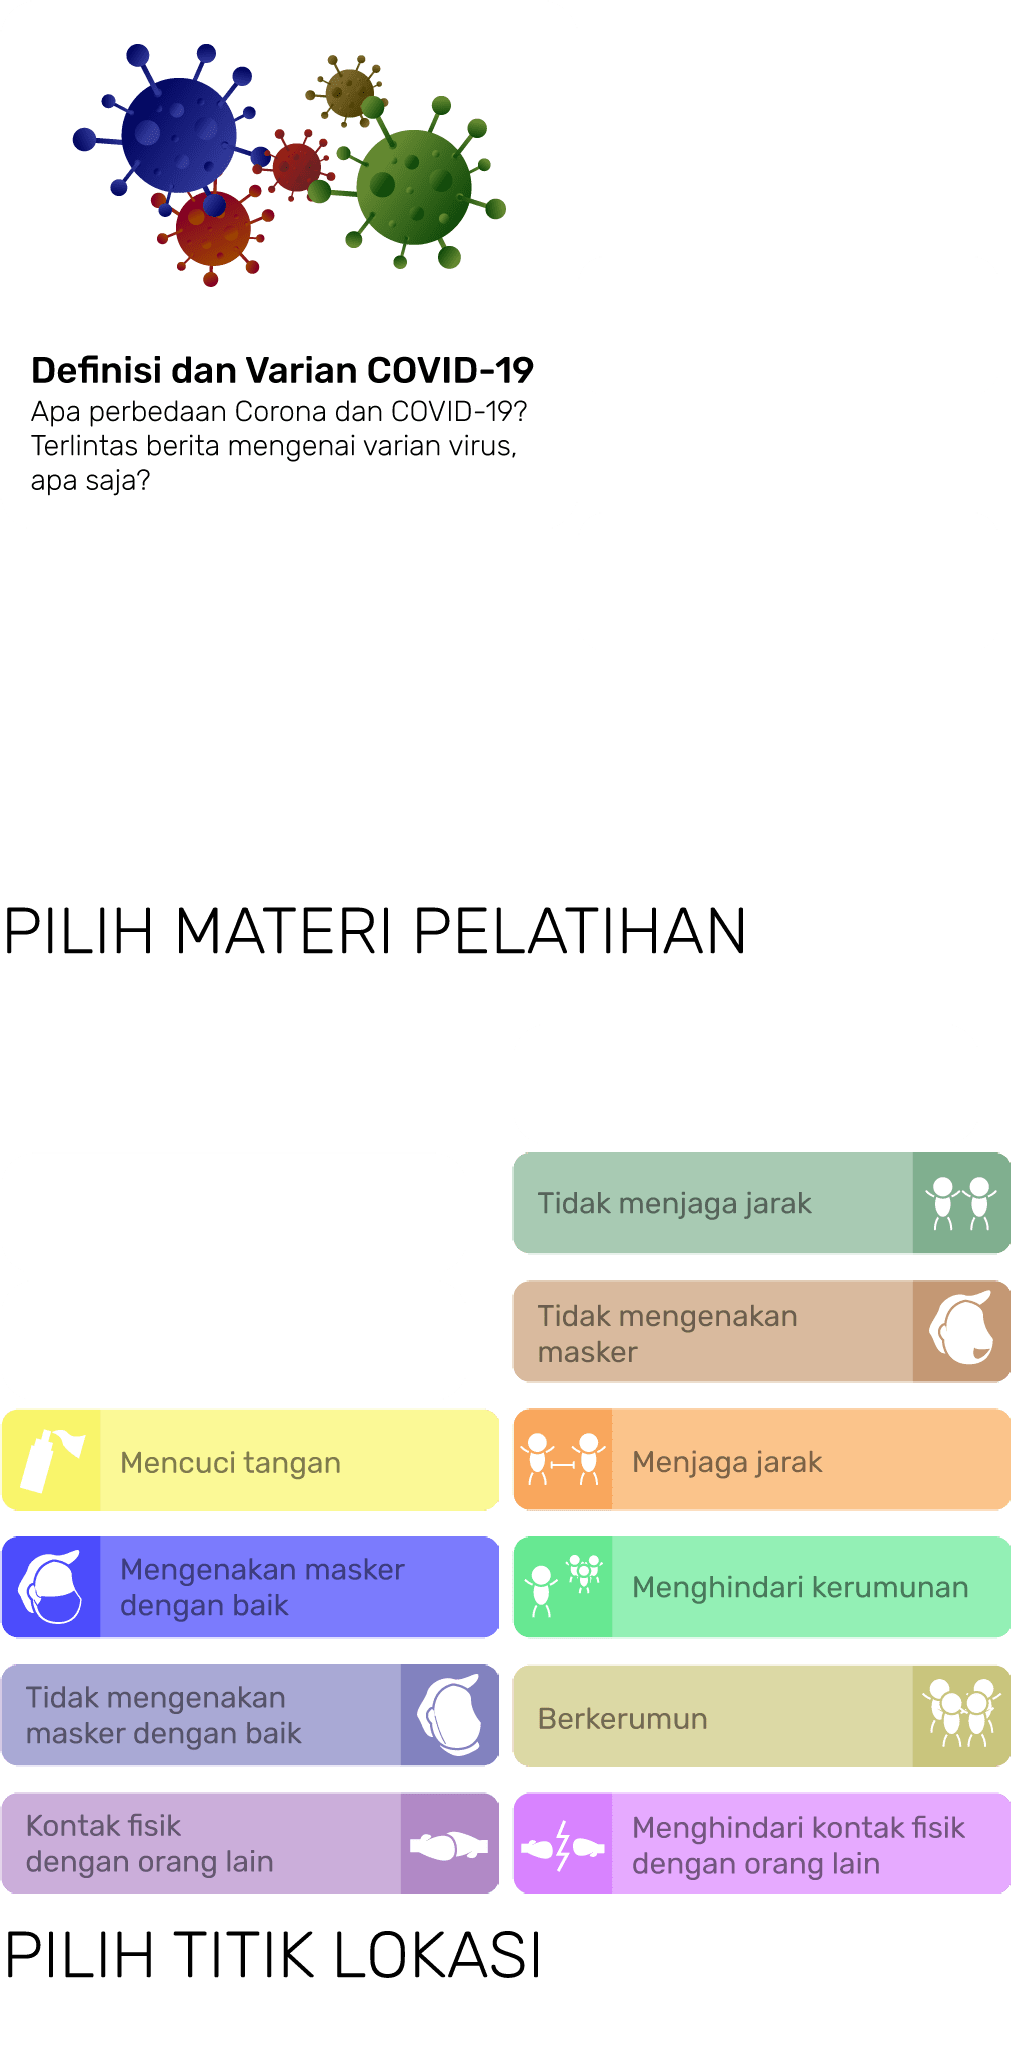 Definisi dan Varian COVID-19
Apa perbedaan Corona dan COVID-19?
Terlintas berita mengenai varian virus,
apa saja?
PILIH MATERI PELATIHAN
Tidak menjaga jarak
Tidak mengenakan
masker
Mencuci tangan
Menjaga jarak
Mengenakan masker
dengan baik
Menghindari kerumunan
Tidak mengenakan
masker dengan baik
Berkerumun
Kontak fisik
dengan orang lain
Menghindari kontak fisik
dengan orang lain
PILIH TITIK LOKASI